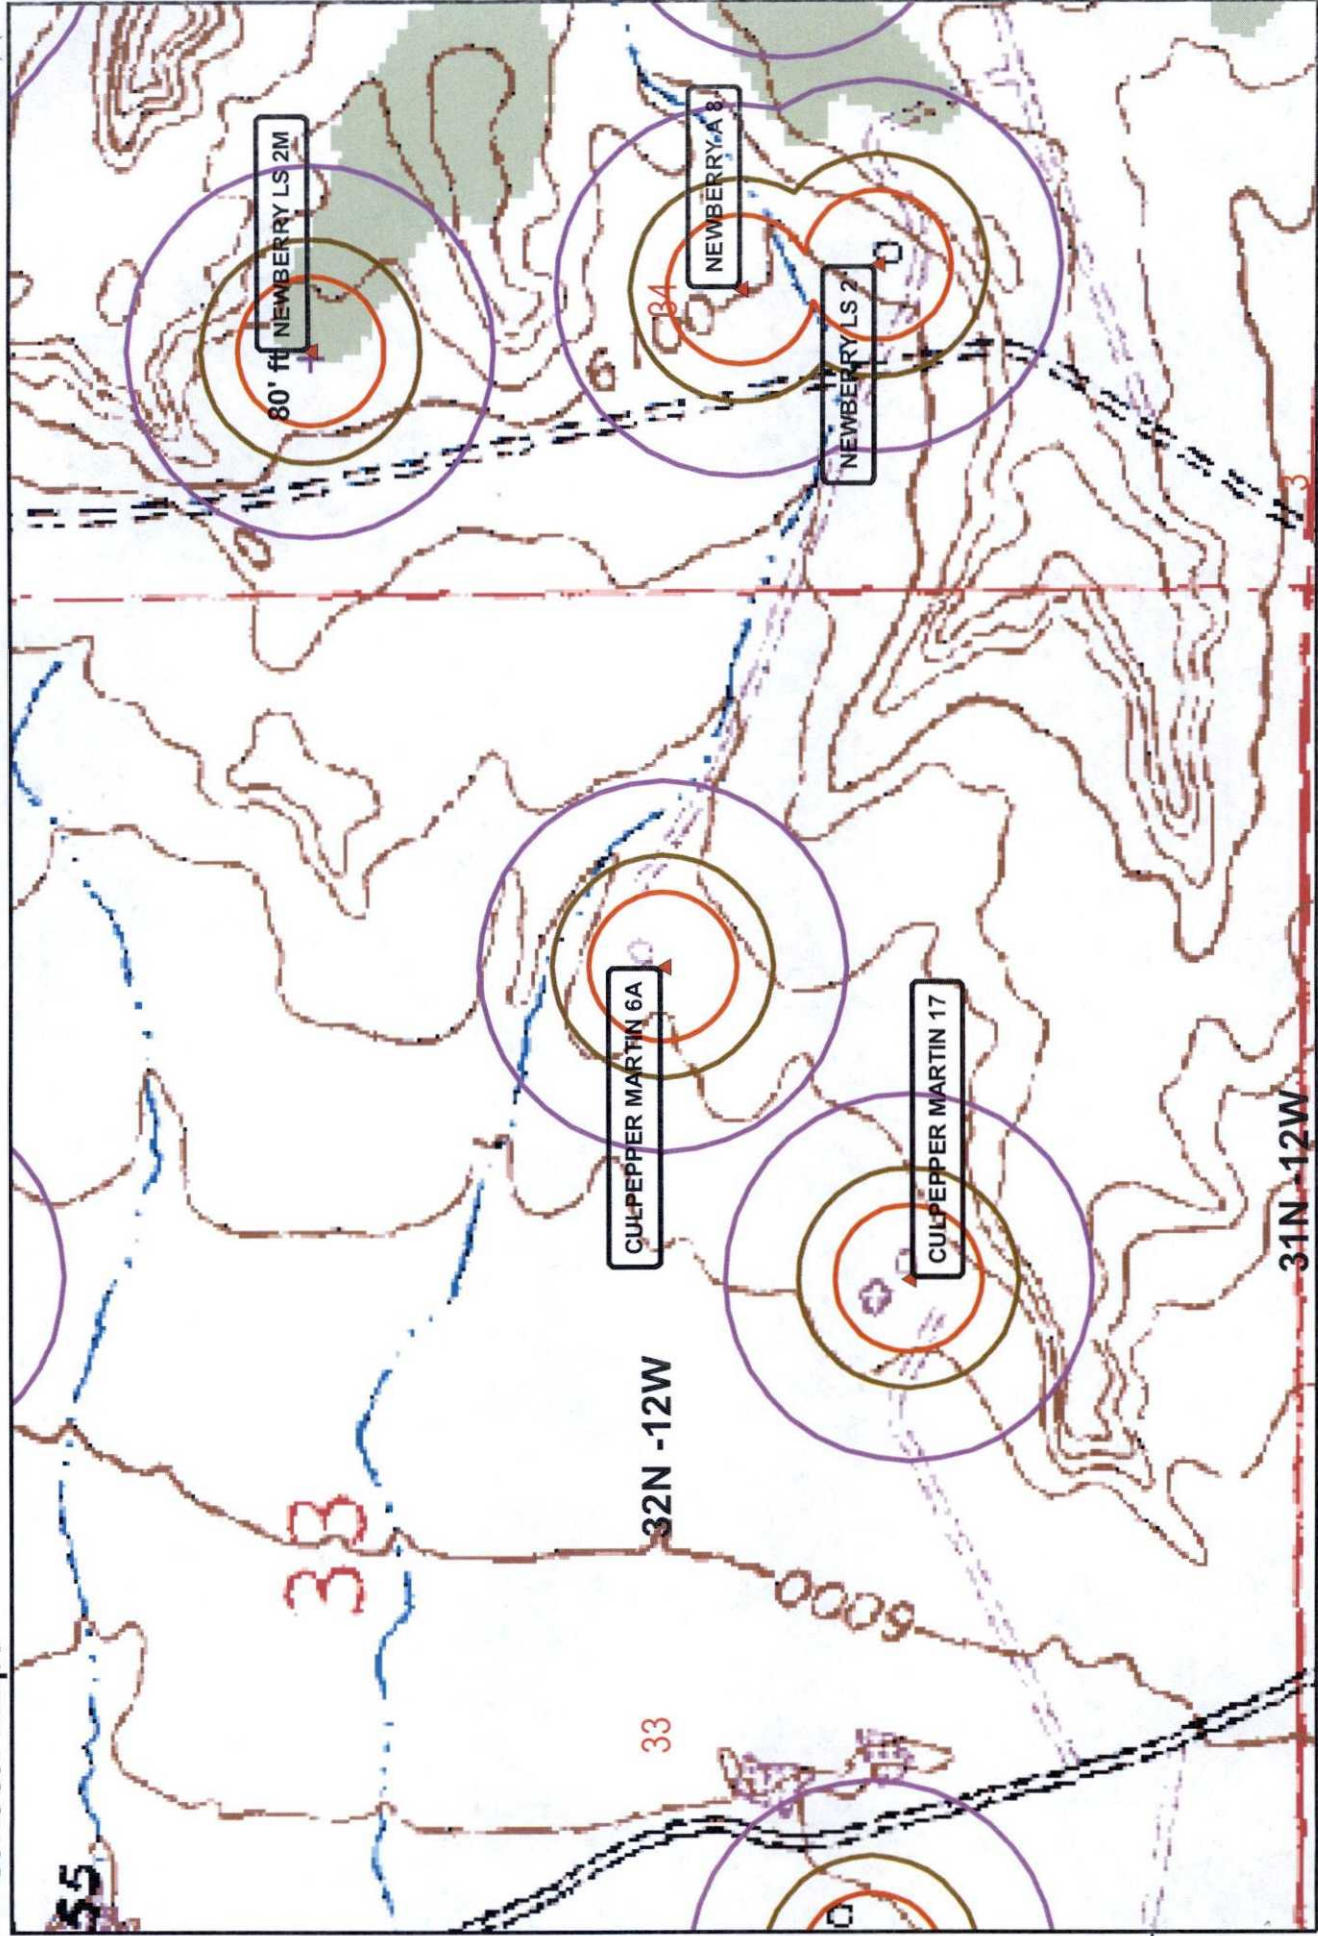 NEWBERRY LS 2M
80' ft
NEWBERRY A 8
34
NEWBERRY LS 2
3
CULPEPPER MARTIN 6A
CULPEPPER MARTIN 17
31N -12W
32N -12W
33
6000
33
55